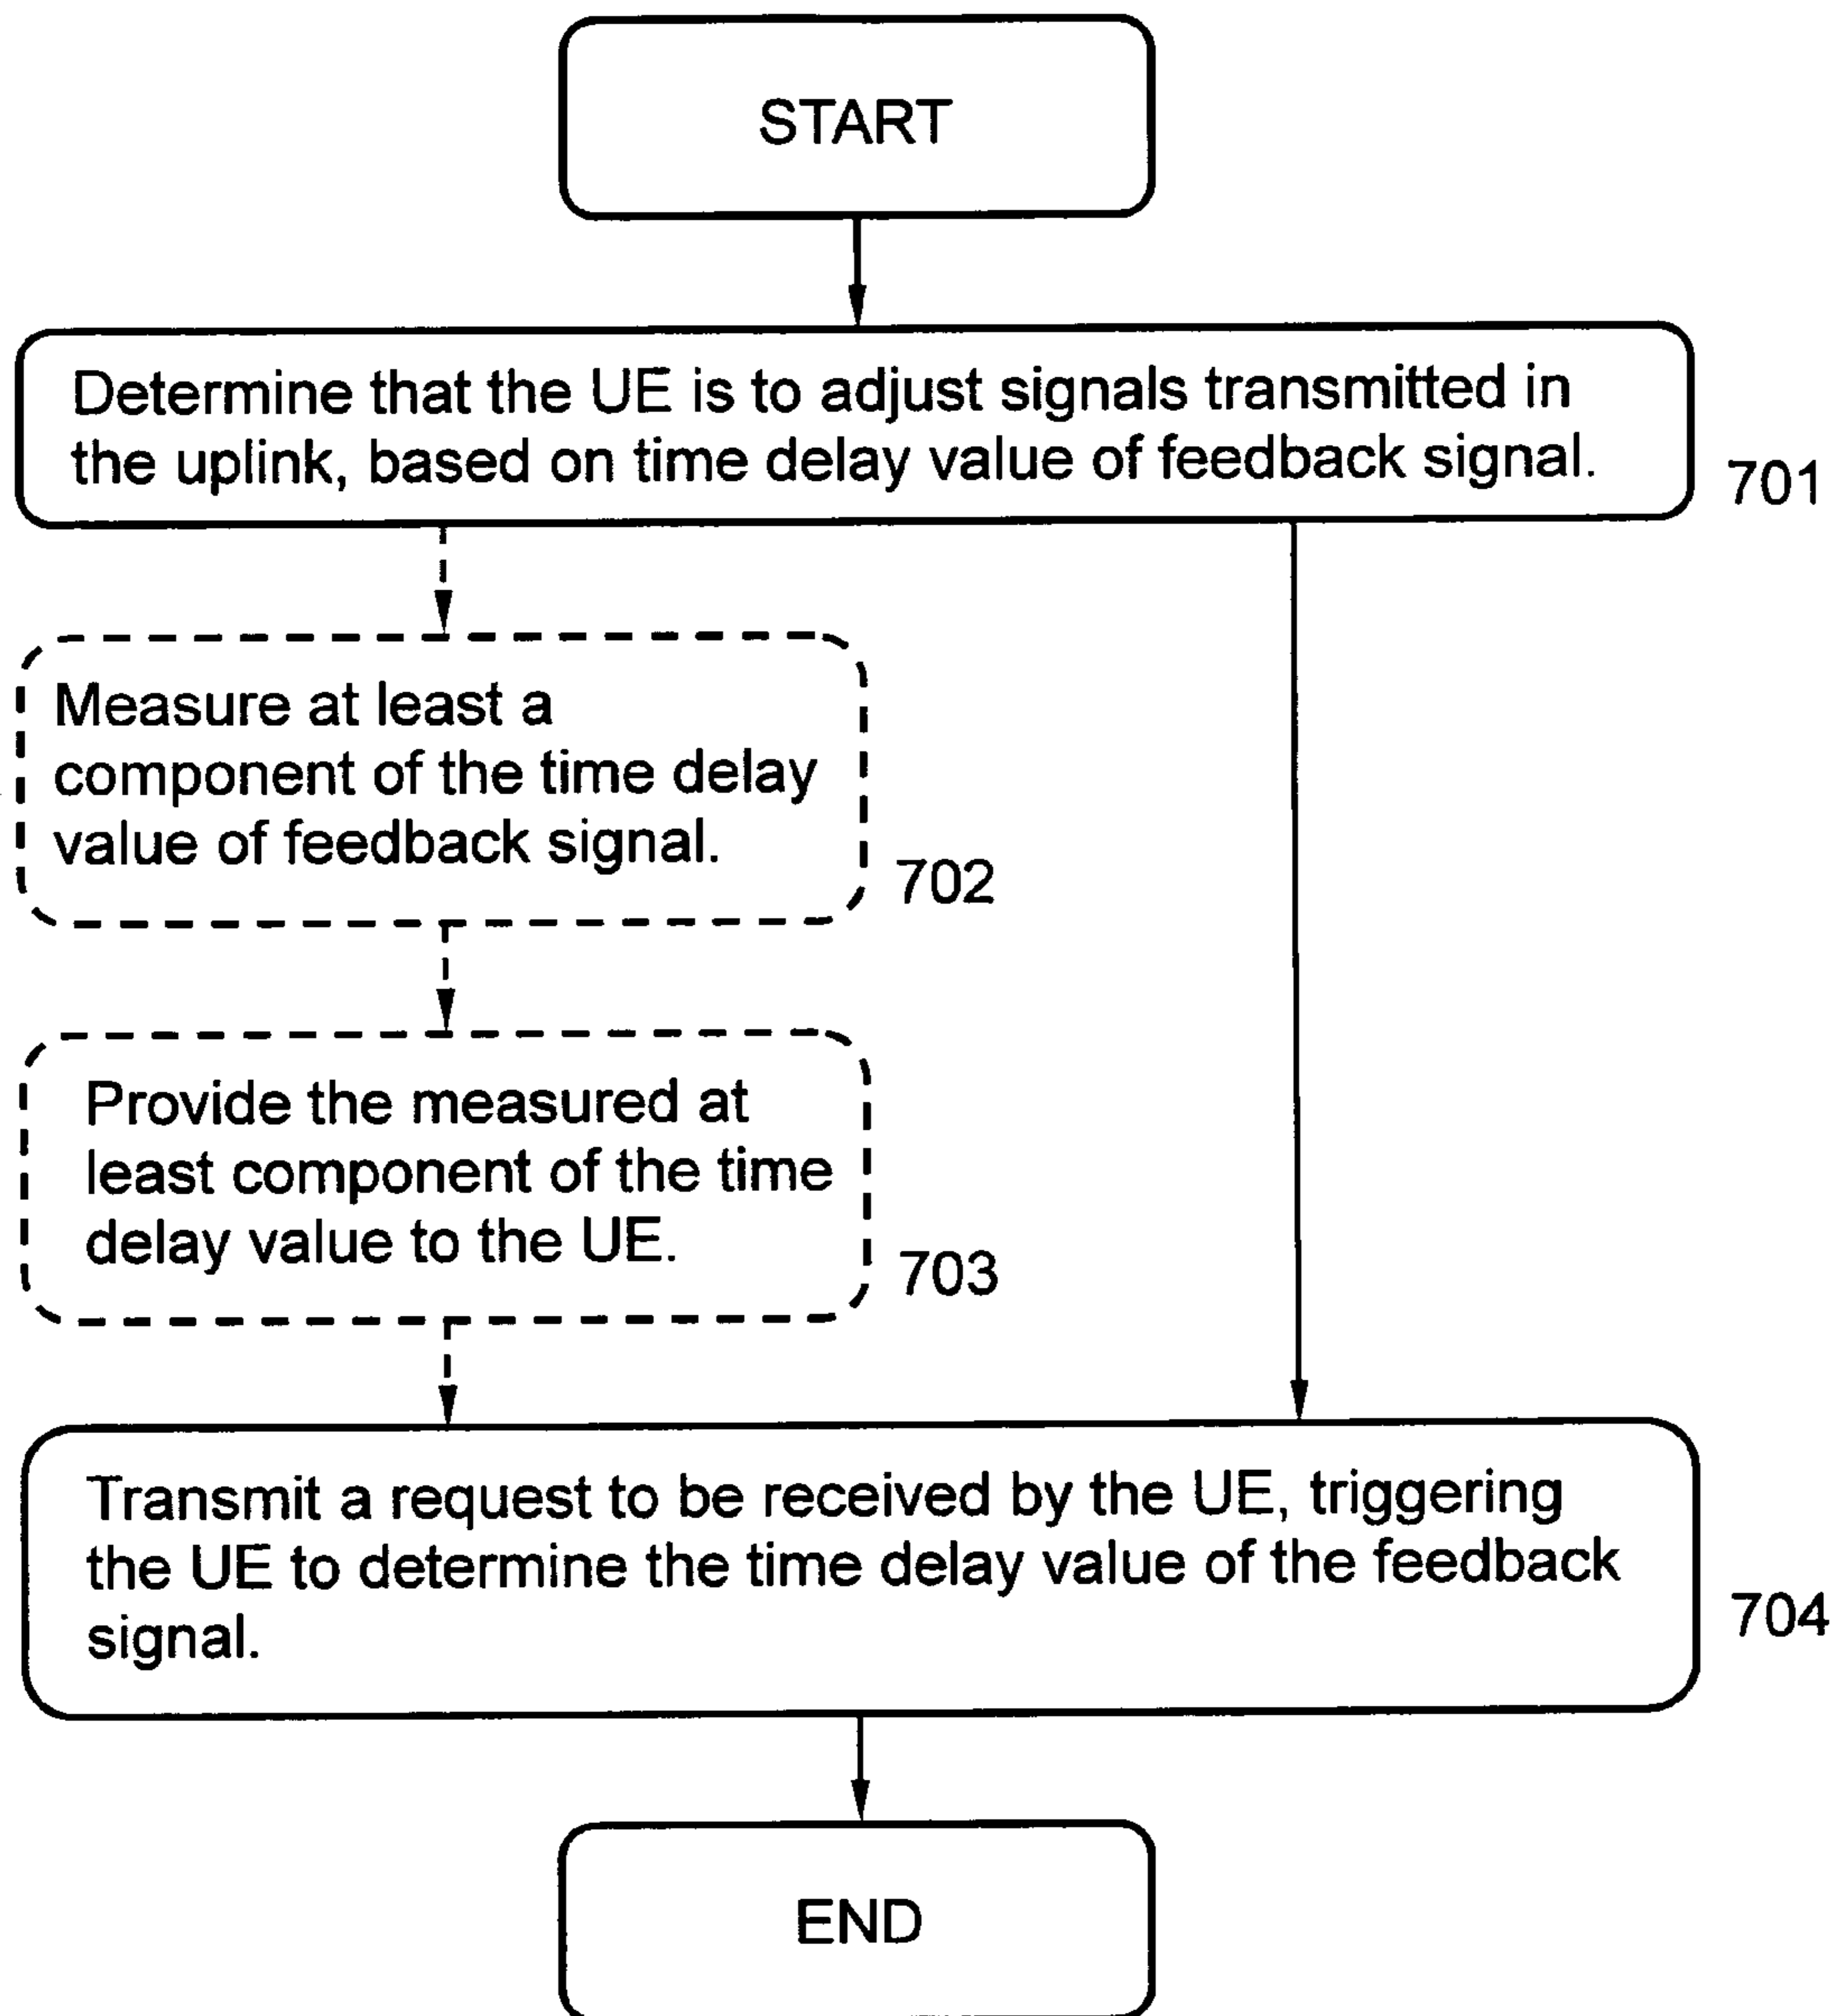 START
Determine that the UE is to adjust signals transmitted in
the uplink, based on time delay value of feedback signal.
701
Measure at least a
component of the time delay
value of feedback signal.
702
Provide the measured at
least component of the time
delay value to the UE.
703
Transmit a request to be received by the UE, triggering
the UE to determine the time delay value of the feedback
signal.
704
END